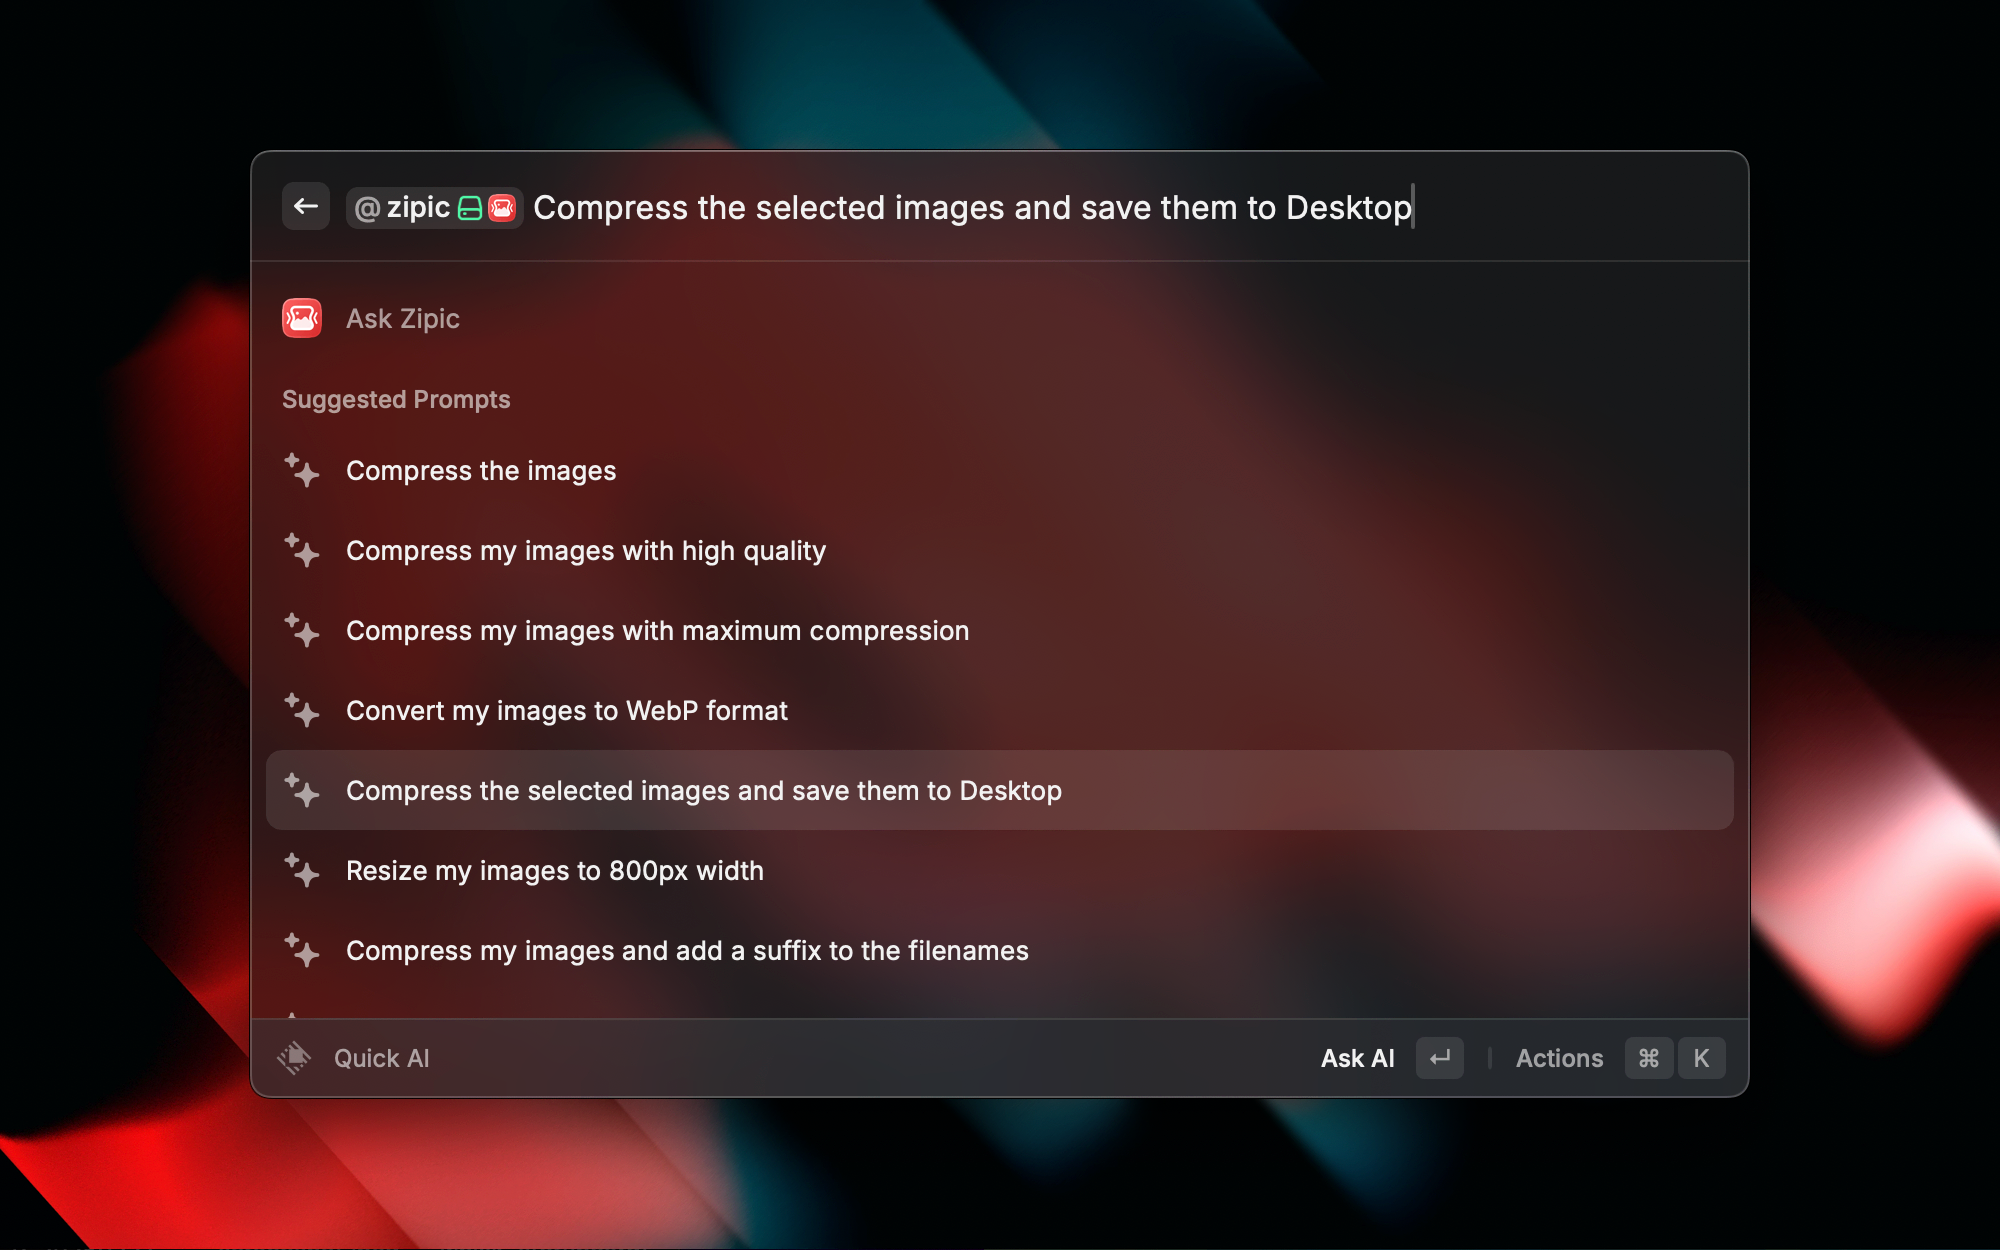 @zipic Compress the selected images and save them to Desktop
Ask Zipic
Suggested Prompts
Compress the images
Compress my images with high quality
Compress my images with maximum compression
Convert my images to WebP format
Compress the selected images and save them to Desktop
Resize my images to 800px width
Compress my images and add a suffix to the filenames
Quick AI
Ask AI ↵ | Actions ⌘ K